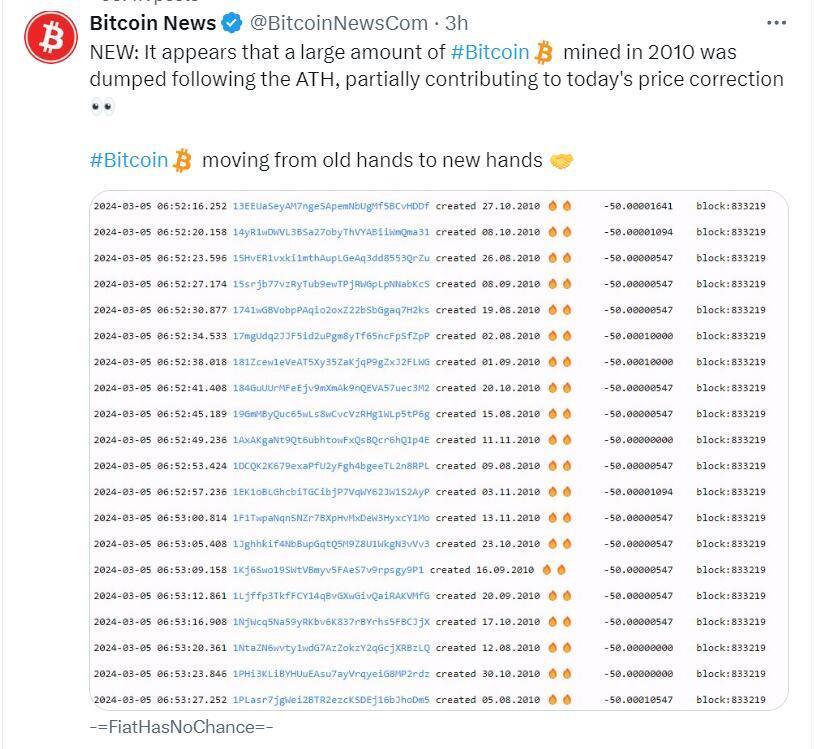 Bitcoin News @BitcoinNewsCom · 3h
NEW: It appears that a large amount of #Bitcoin mined in 2010 was
dumped following the ATH, partially contributing to today's price correction
👀
#Bitcoin moving from old hands to new hands 🤝
2024-03-05 06:52:16.252 13EEUaSeyAM7ngeSApemNbUgMf5BCvHDDf created 27.10.2010 🔥🔥 -50.00001641 block:833219
2024-03-05 06:52:20.158 14yR1wDWVL3BSa27obyThVYABiiWmQma31 created 08.10.2010 🔥🔥 -50.00001094 block:833219
2024-03-05 06:52:23.596 15HvER1vxki1mthAupLGeAq3dd8553QrZu created 26.08.2010 🔥🔥 -50.00000547 block:833219
2024-03-05 06:52:27.174 15srjb77vzRyTub9ewTPjRWGpLpNNabKcS created 08.09.2010 🔥🔥 -50.00000547 block:833219
2024-03-05 06:52:30.877 1741wGBVobpPAqio2oxZ22bSbGgaq7H2ks created 19.08.2010 🔥🔥 -50.00000547 block:833219
2024-03-05 06:52:34.533 17mgUdq2JJF5id2uPgm8yTf65ncFpSfZpP created 02.08.2010 🔥🔥 -50.00010000 block:833219
2024-03-05 06:52:38.018 181Zcew1eVeAT5Xy35ZaKjqP9gZxJ2FLWG created 01.09.2010 🔥🔥 -50.00010000 block:833219
2024-03-05 06:52:41.408 184GuUUrMFeEjv9mXmAk9nQEVA57uec3M2 created 20.10.2010 🔥🔥 -50.00000547 block:833219
2024-03-05 06:52:45.189 19GmMByQuc65wLs8wCvcVzRHg1WLp5tP6g created 15.08.2010 🔥🔥 -50.00000547 block:833219
2024-03-05 06:52:49.236 1AxAKgaNt9Qt6ubhtowFxQsBQcr6hQ1p4E created 11.11.2010 🔥🔥 -50.00000000 block:833219
2024-03-05 06:52:53.424 1DCQK2K679exaPfU2yFgh4bgeeTL2n8RPL created 09.08.2010 🔥🔥 -50.00000547 block:833219
2024-03-05 06:52:57.236 1EK1oBLGhcbiTGCibjP7VqWY62JW1S2AyP created 03.11.2010 🔥🔥 -50.00001094 block:833219
2024-03-05 06:53:00.814 1F1TwpaNqnSNZr7BXpHvMxDeW3HyxcY1Mo created 13.11.2010 🔥🔥 -50.00000547 block:833219
2024-03-05 06:53:05.408 1Jghhkif4NbBupGqtQ5M9Z8U1WkgN3vVv3 created 23.10.2010 🔥🔥 -50.00000547 block:833219
2024-03-05 06:53:09.158 1Kj6Swo19SWtVBmyv5FAeS7v9rpsgy9P1 created 16.09.2010 🔥🔥 -50.00000547 block:833219
2024-03-05 06:53:12.861 1Ljffp3TkfFCY14qBvGXwGivQaiRAKVMfG created 20.09.2010 🔥🔥 -50.00000547 block:833219
2024-03-05 06:53:16.908 1NjWcq5Na59yRKbv6K837rBYrhs5FBCJjX created 17.10.2010 🔥🔥 -50.00000547 block:833219
2024-03-05 06:53:20.361 1NtaZN6wvty1wdG7AzZokzY2qGcjXRBzLQ created 12.08.2010 🔥🔥 -50.00000000 block:833219
2024-03-05 06:53:23.846 1PHi3KLiBYHUuEAsu7ayVrqyeiG8MP2rdz created 30.10.2010 🔥🔥 -50.00000000 block:833219
2024-03-05 06:53:27.252 1PLasr7jgWei2BTR2ezcKSDEj16bJhoDm5 created 05.08.2010 🔥🔥 -50.00010547 block:833219
-=FiatHasNoChance=-